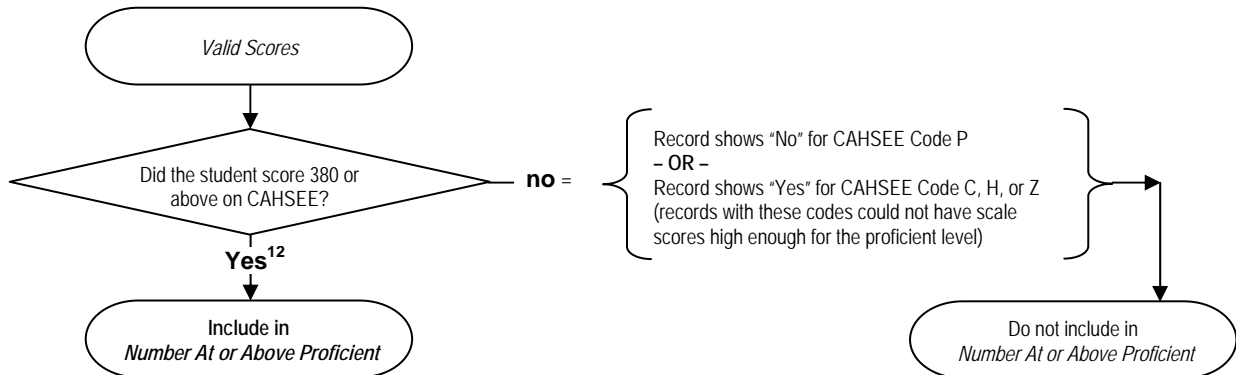 Valid Scores
Did the student score 380 or
above on CAHSEE?
no =
Record shows “No” for CAHSEE Code P
– OR –
Record shows “Yes” for CAHSEE Code C, H, or Z
(records with these codes could not have scale
scores high enough for the proficient level)
Yes12
Include in
Number At or Above Proficient
Do not include in
Number At or Above Proficient